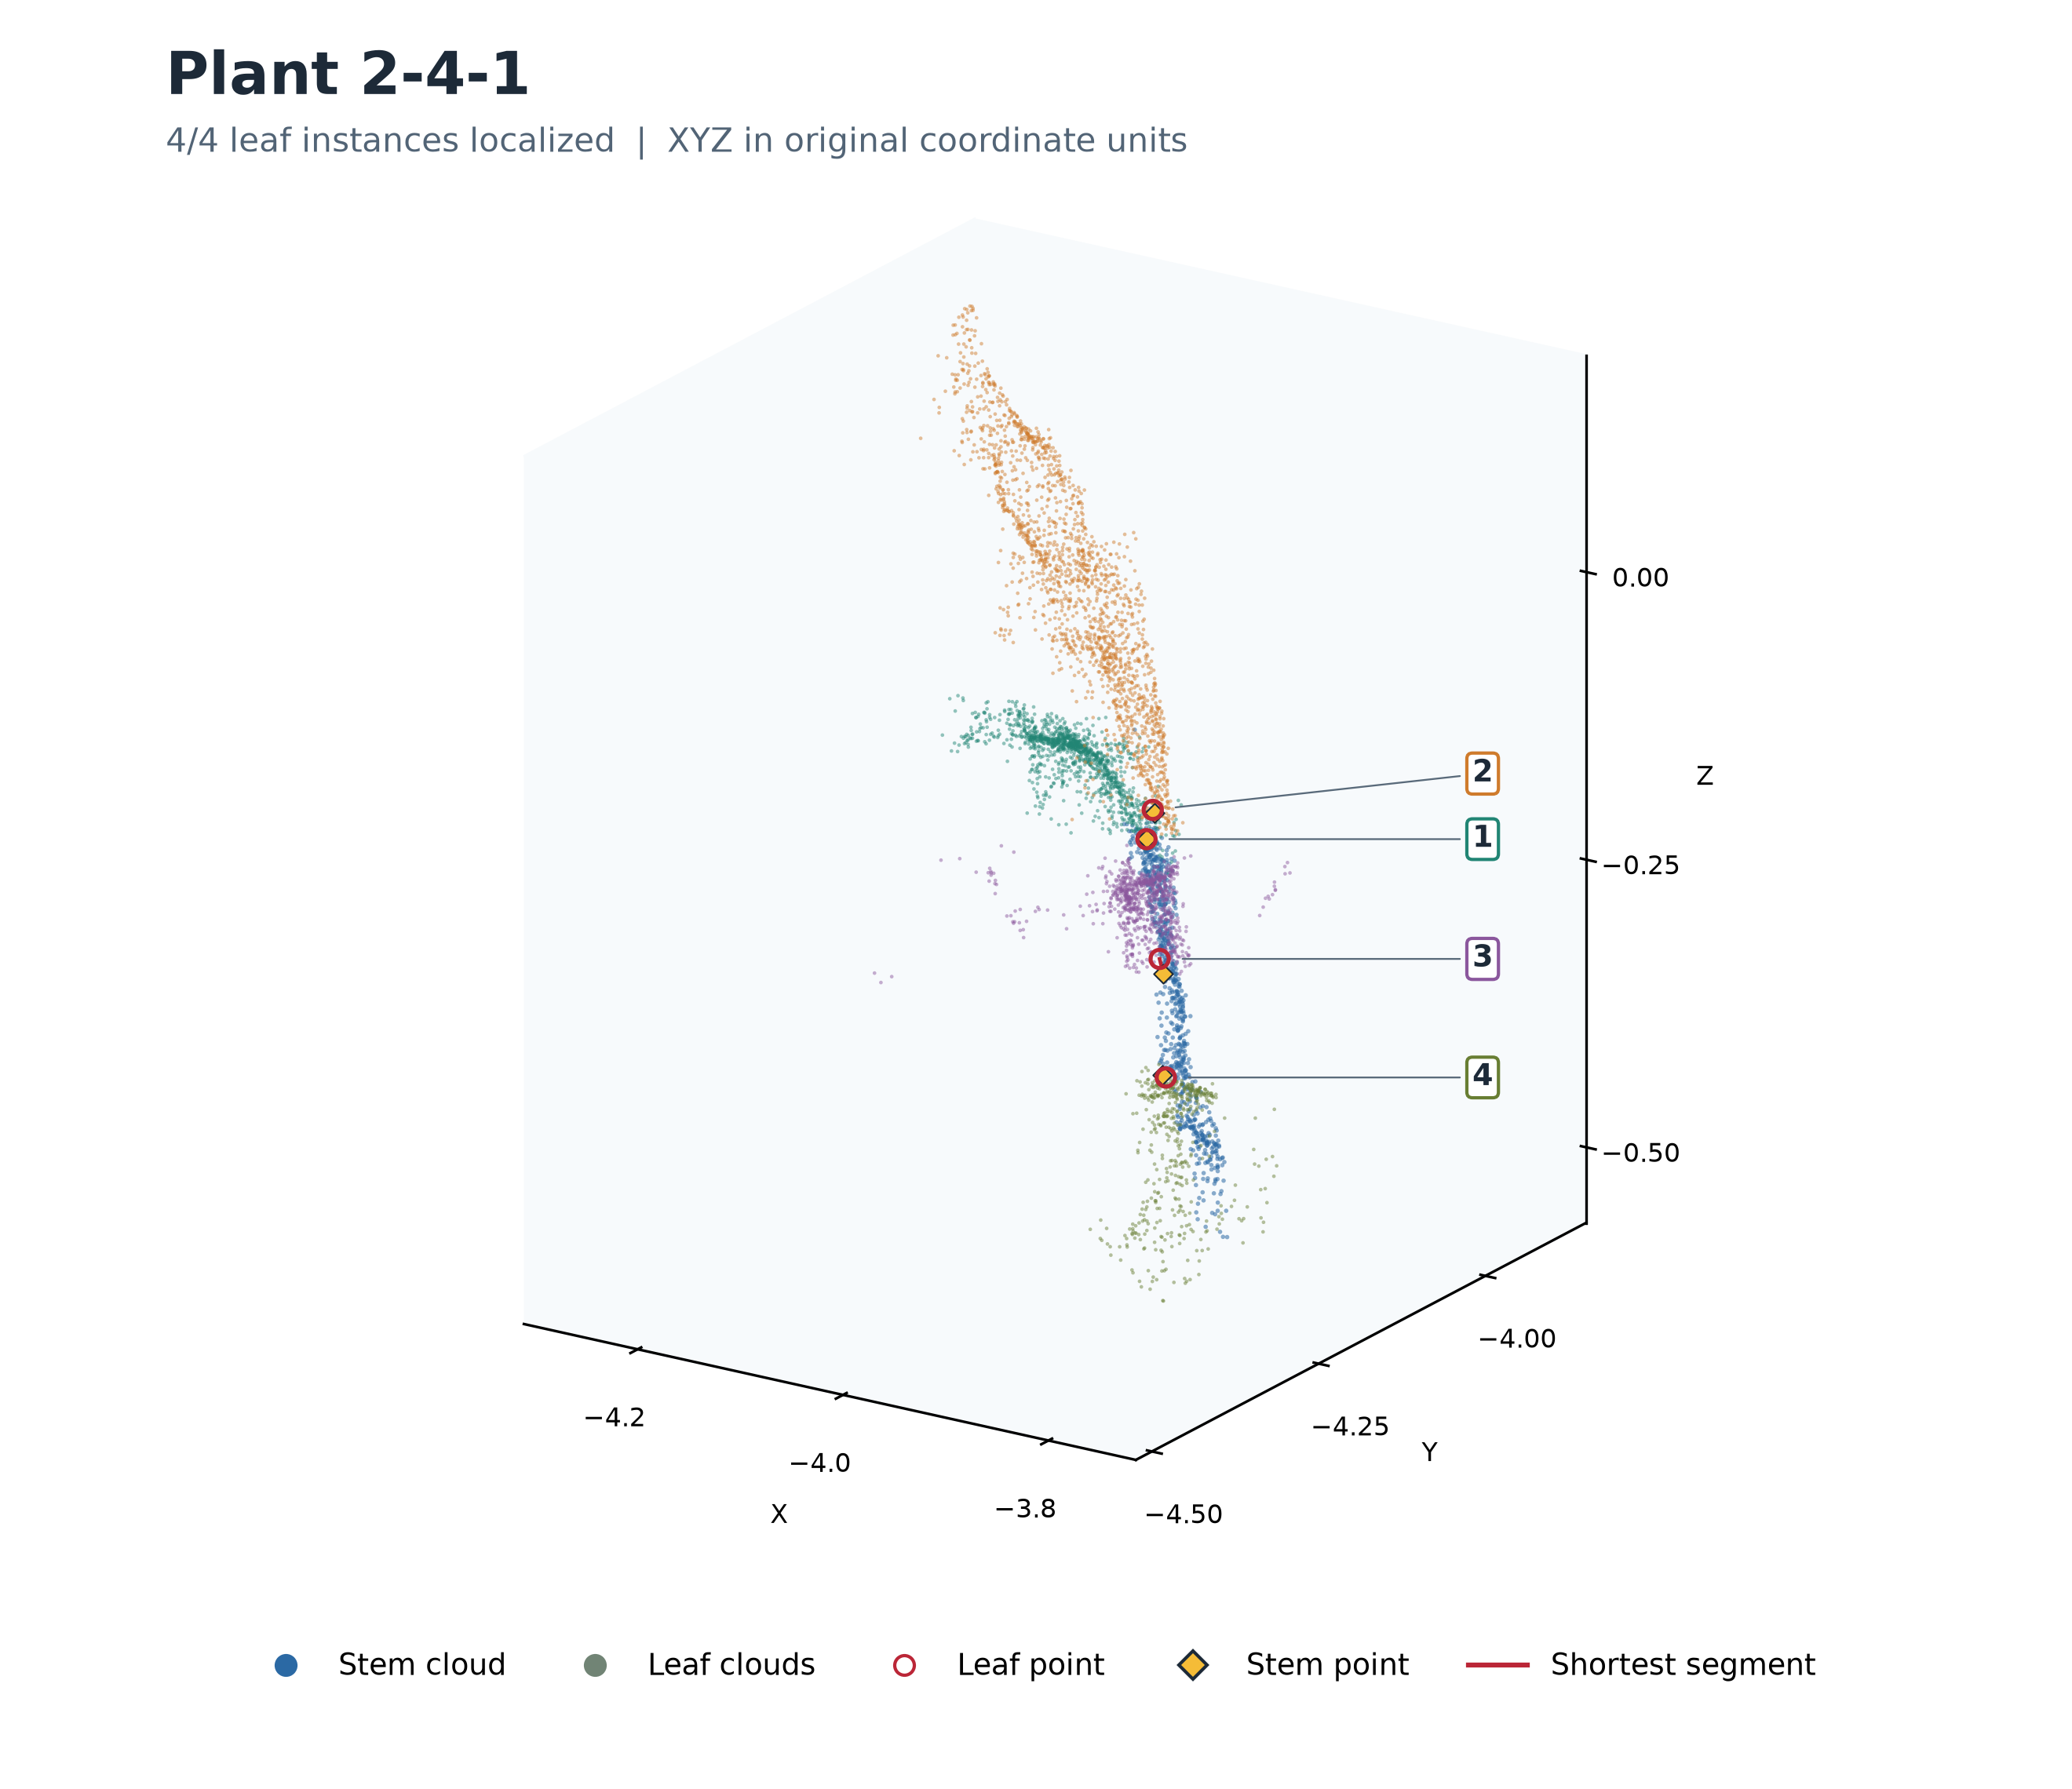 Plant 2-4-1
4/4 leaf instances localized | XYZ in original coordinate units
0.00
2
Z
1
−0.25
3
4
−0.50
−4.00
−4.2
−4.25
Y
−4.0
X
−3.8
−4.50
Stem cloud
Leaf clouds
Leaf point
Stem point
Shortest segment